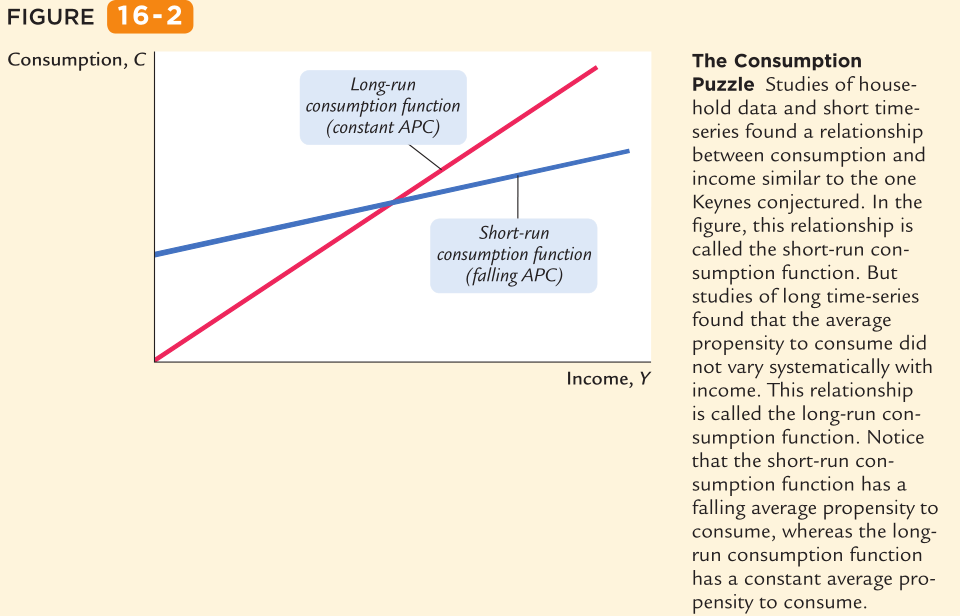 FIGURE 16-2
Consumption, C
Long-run
consumption function
(constant APC)
Short-run
consumption function
(falling APC)
Income, Y
The Consumption
Puzzle Studies of house-
hold data and short time-
series found a relationship
between consumption and
income similar to the one
Keynes conjectured. In the
figure, this relationship is
called the short-run con-
sumption function. But
studies of long time-series
found that the average
propensity to consume did
not vary systematically with
income. This relationship
is called the long-run con-
sumption function. Notice
that the short-run con-
sumption function has a
falling average propensity to
consume, whereas the long-
run consumption function
has a constant average pro-
pensity to consume.